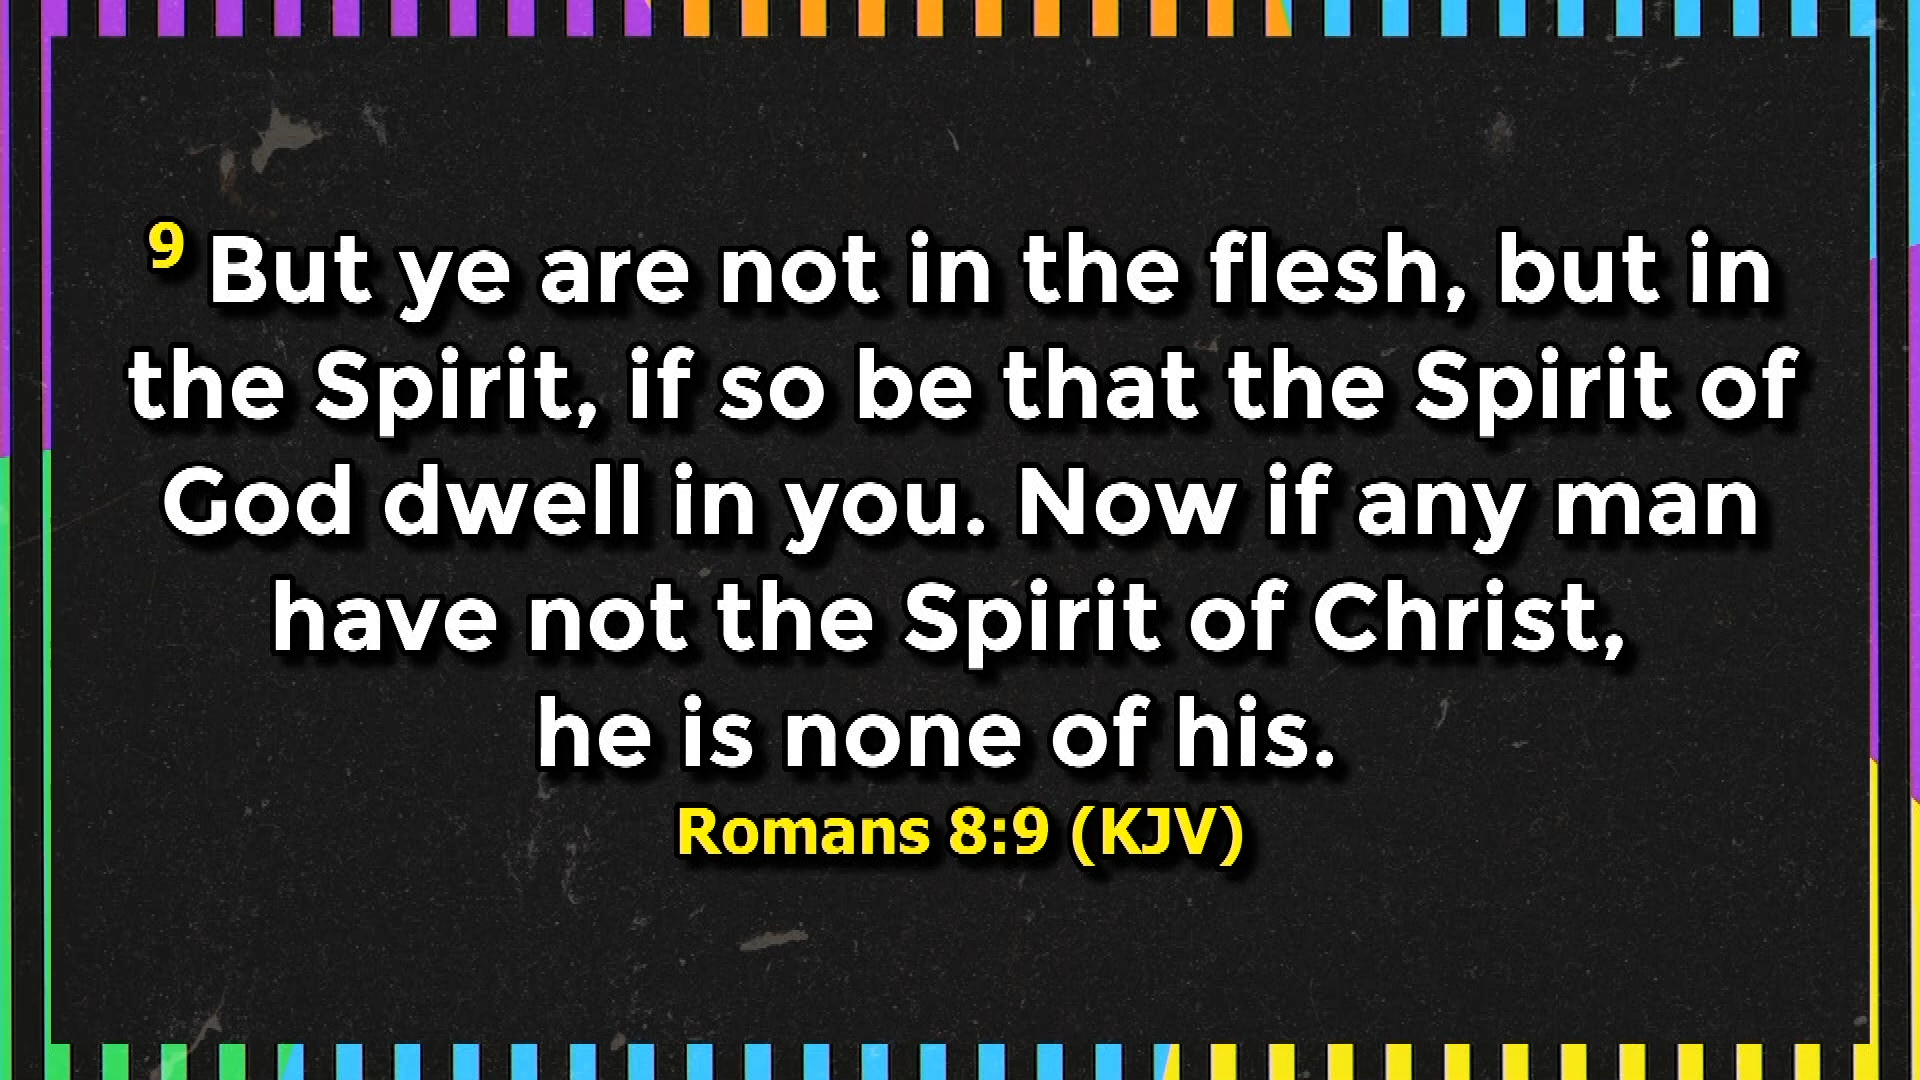 9 But ye are not in the flesh, but in
the Spirit, if so be that the Spirit of
God dwell in you. Now if any man
have not the Spirit of Christ,
he is none of his.
Romans 8:9 (KJV)